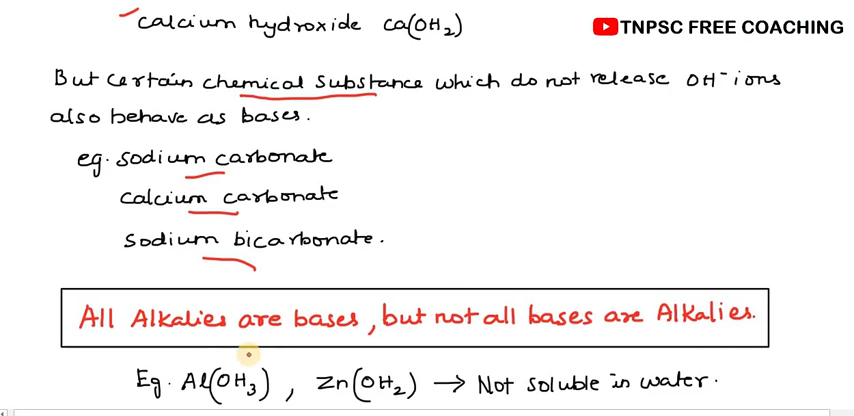 calcium hydroxide Ca(OH₂)
TNPSC FREE COACHING
But certain chemical substance which do not release OH⁻ ions
also behave as bases.
eg. sodium carbonate
calcium carbonate
sodium bicarbonate.
All Alkalies are bases, but not all bases are Alkalies.
Eg. Al(OH₃), Zn(OH₂) → Not soluble in water.